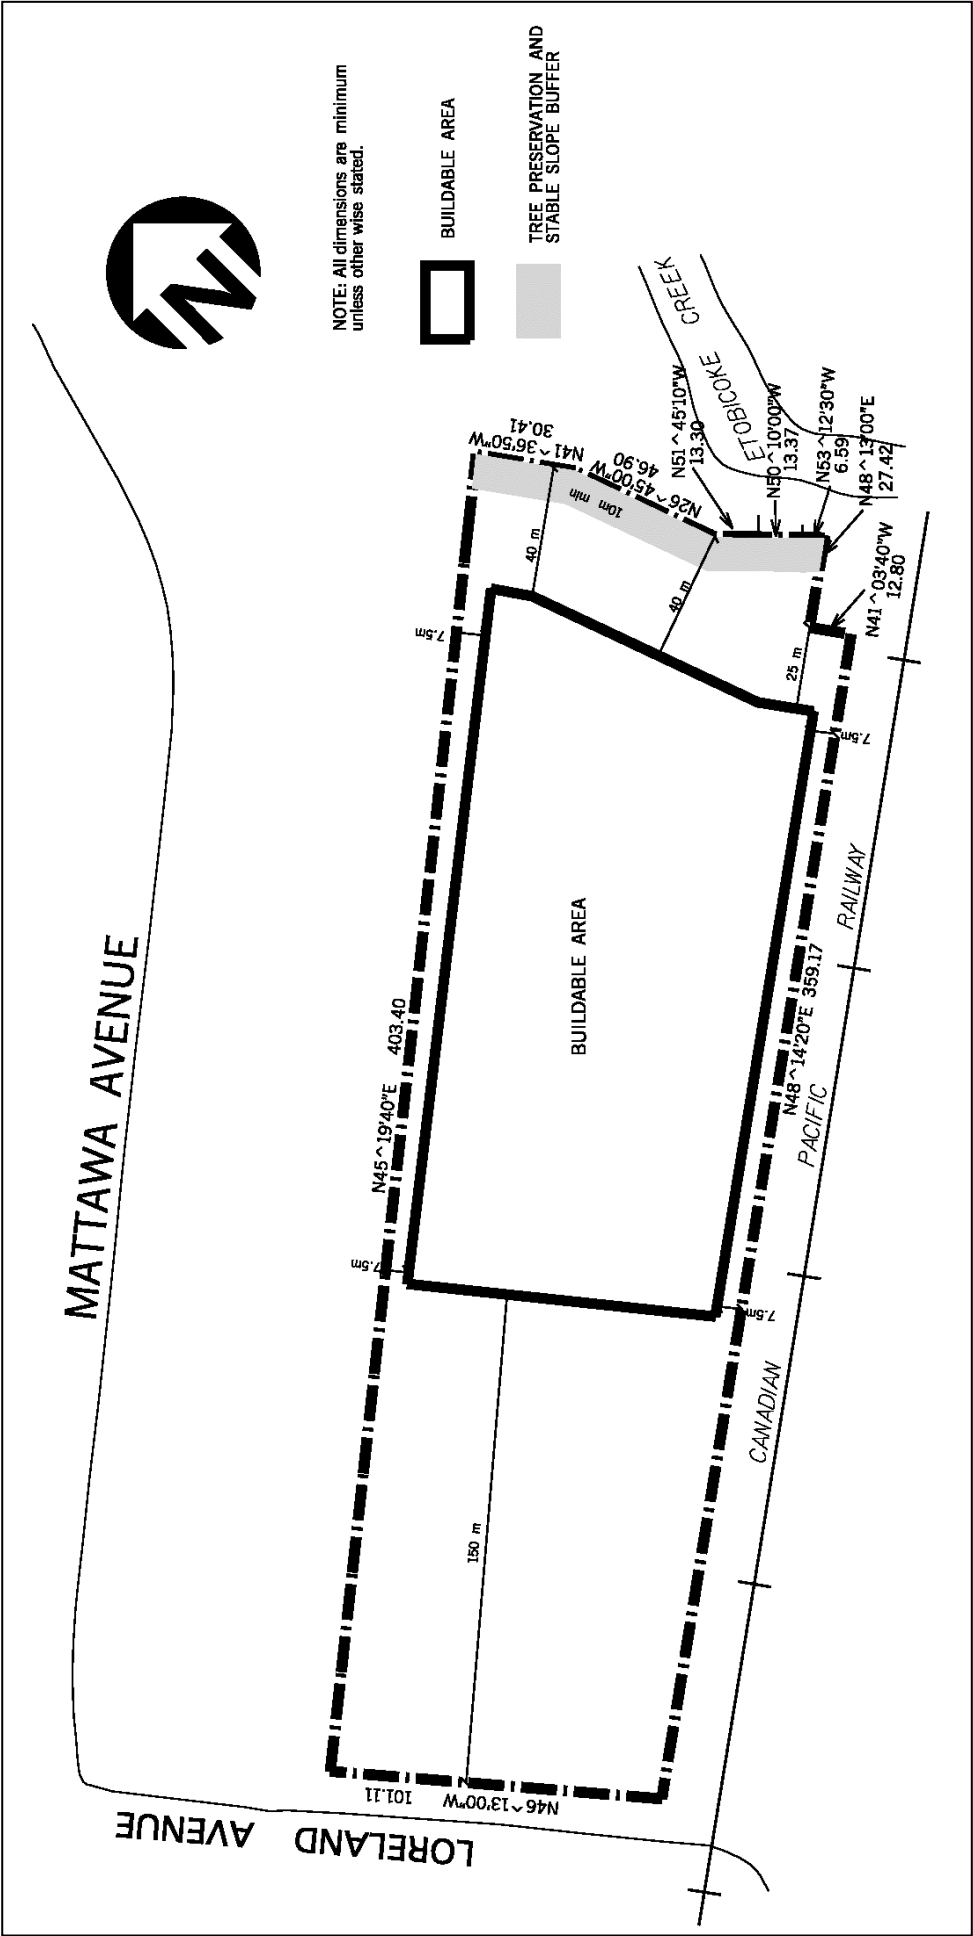 N
NOTE: All dimensions are minimum
unless other wise stated.
BUILDABLE AREA
TREE PRESERVATION AND
STABLE SLOPE BUFFER
MATTAWA AVENUE
LORELAND AVENUE
ETOBICOKE CREEK
CANADIAN PACIFIC RAILWAY
BUILDABLE AREA
N45^19'40"E 403.40
N41^36'50"W
30.41
N26^45'00"W
46.90
10m min
N51^45'10"W
13.30
N50^10'00"W
13.37
N53^12'30"W
6.59
N48^13'00"E
27.42
N41^03'40"W
12.80
N48^14'20"E 359.17
N46^13'00"W 101.11
40 m
40 m
25 m
150 m
7.5m
7.5m
7.5m
7.5m